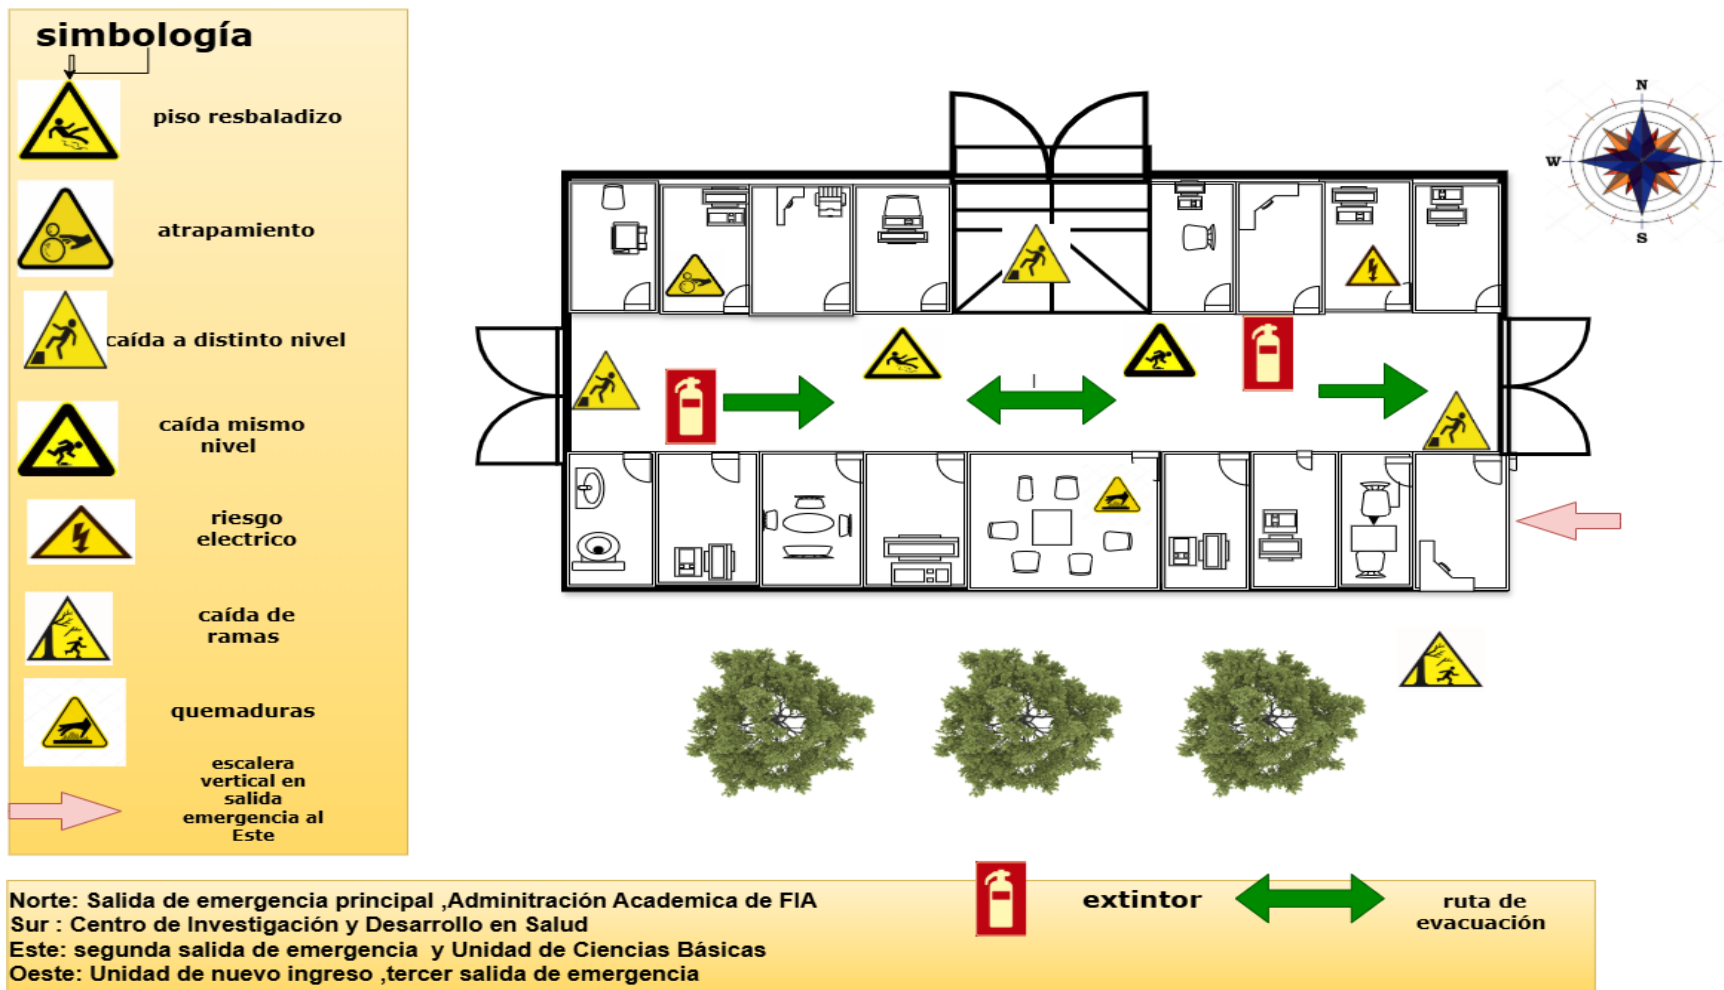 simbología
piso resbaladizo
atrapamiento
caída a distinto nivel
caída mismo
nivel
riesgo
electrico
caída de
ramas
quemaduras
escalera
vertical en
salida
emergencia al
Este
N
W
S
Norte: Salida de emergencia principal ,Adminitración Academica de FIA
Sur : Centro de Investigación y Desarrollo en Salud
Este: segunda salida de emergencia y Unidad de Ciencias Básicas
Oeste: Unidad de nuevo ingreso ,tercer salida de emergencia
extintor
ruta de
evacuación